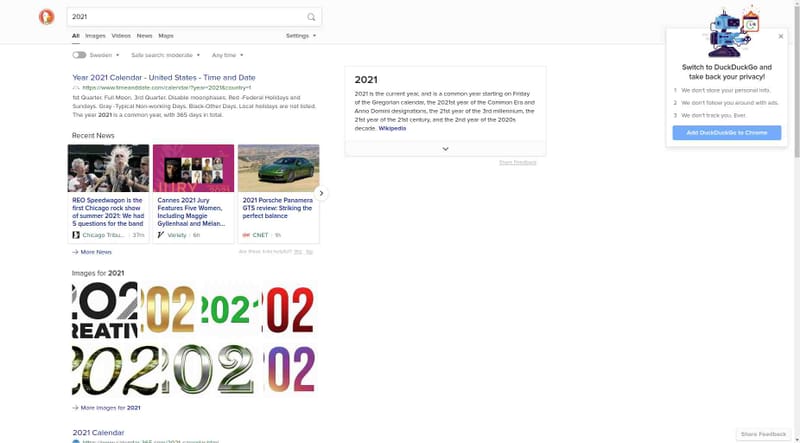 2021
All Images Videos News Maps Settings
Sweden Safe search: moderate Any time
Year 2021 Calendar - United States - Time and Date
https://www.timeanddate.com/calendar/?year=2021&country=1
1st Quarter. Full Moon. 3rd Quarter. Disable moonphases. Red -Federal Holidays and
Sundays. Gray -Typical Non-working Days. Black-Other Days. Local holidays are not listed.
The year 2021 is a common year, with 365 days in total.
Recent News
JURY 2021
REO Speedwagon is the
first Chicago rock show
of summer 2021: We had
5 questions for the band
Chicago Tribu... · 37m
Cannes 2021 Jury
Features Five Women,
Including Maggie
Gyllenhaal and Mélan...
Variety · 6h
2021 Porsche Panamera
GTS review: Striking the
perfect balance
CNET · 1h
More News
Are these links helpful? Yes No
Images for 2021
202
REATIV
202
2021
202
202
202
202
More Images for 2021
2021 Calendar
2021
2021 is the current year, and is a common year starting on Friday
of the Gregorian calendar, the 2021st year of the Common Era and
Anno Domini designations, the 21st year of the 3rd millennium, the
21st year of the 21st century, and the 2nd year of the 2020s
decade. Wikipedia
Share Feedback
Switch to DuckDuckGo and
take back your privacy!
1 We don't store your personal info.
2 We don't follow you around with ads.
3 We don't track you. Ever.
Add DuckDuckGo to Chrome
Share Feedback